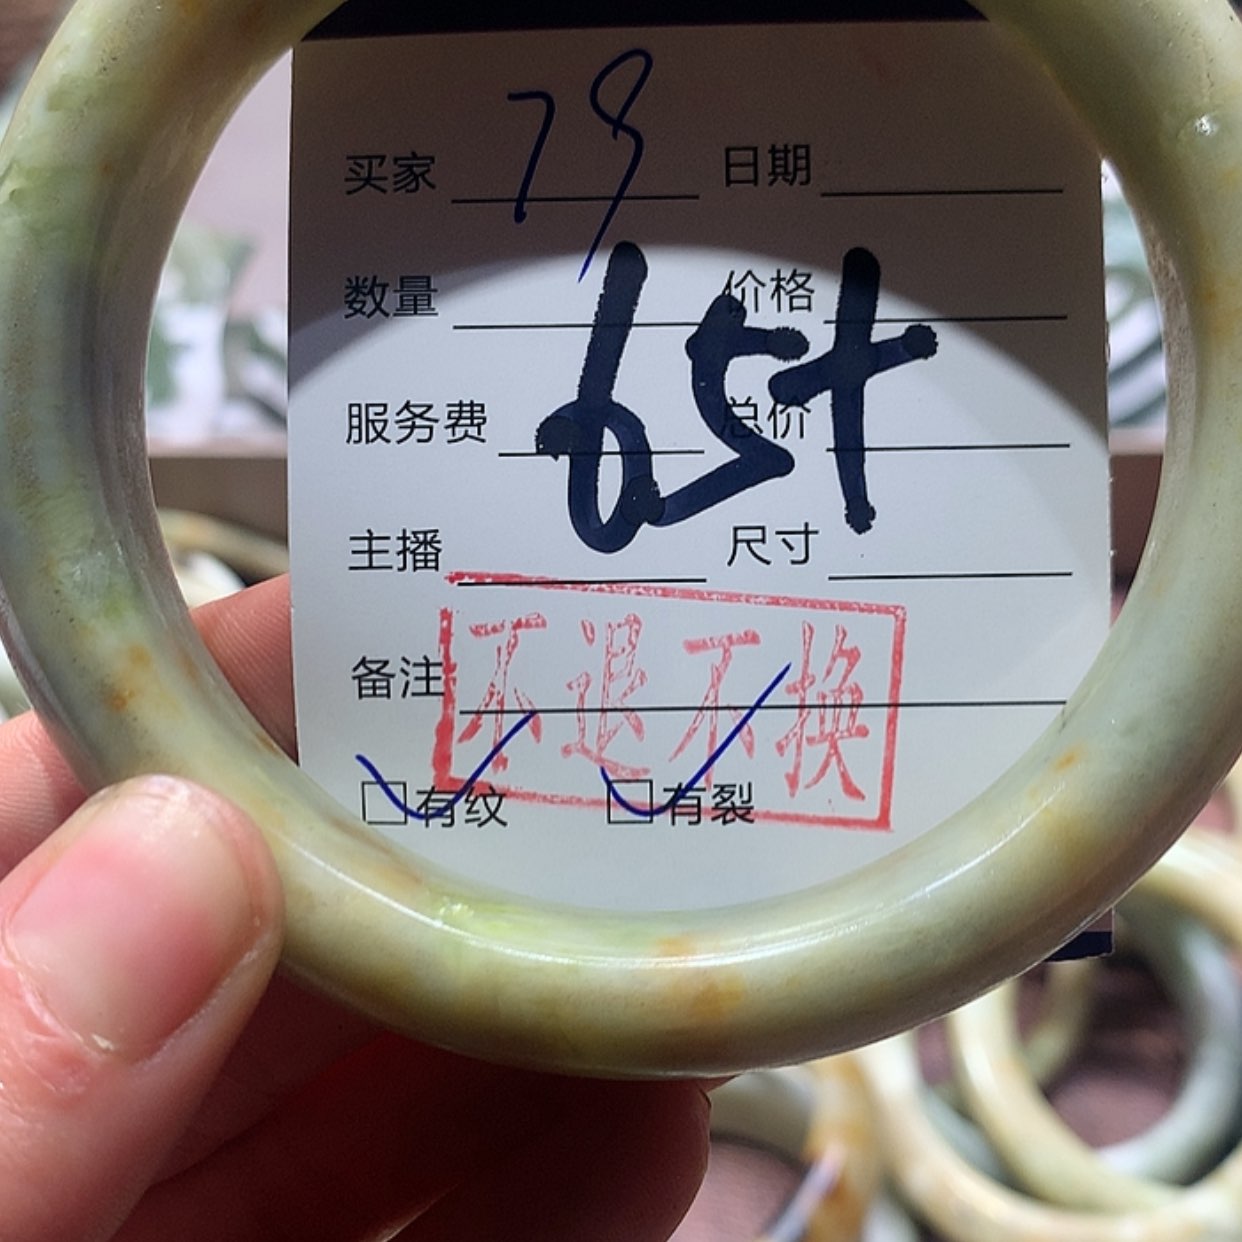 买家 79 日期
数量 价格
65+
服务费 总价
主播 尺寸
备注
不退不换
有纹 有裂